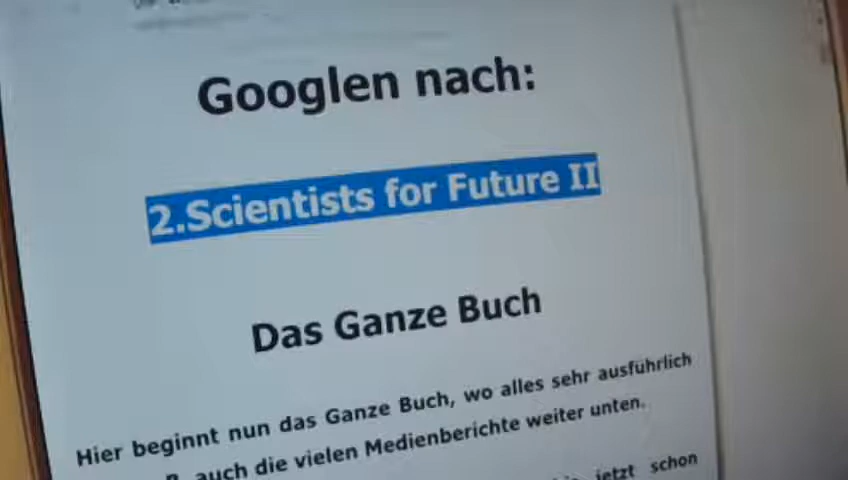 Googlen nach:
2.Scientists for Future II
Das Ganze Buch
Hier beginnt nun das Ganze Buch, wo alles sehr ausführlich
auch die vielen Medienberichte weiter unten.
jetzt schon